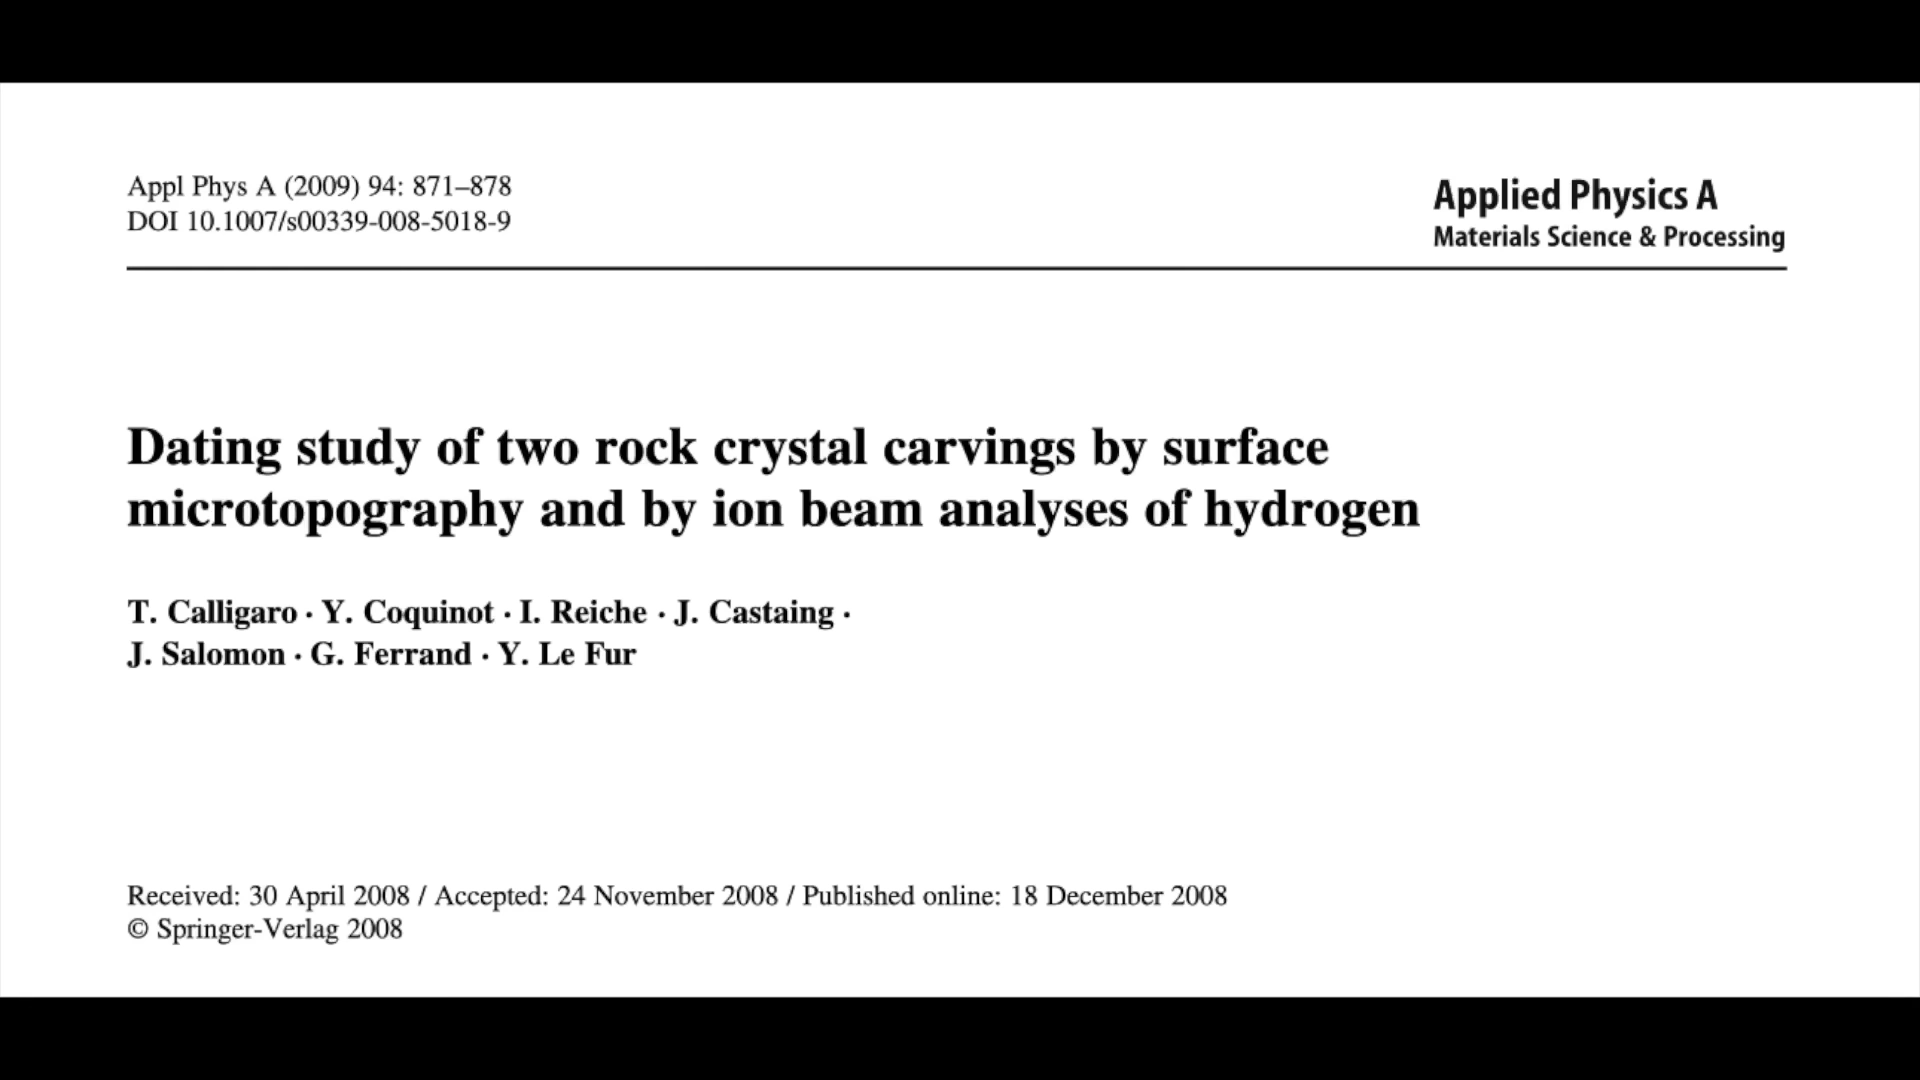 Appl Phys A (2009) 94: 871–878
DOI 10.1007/s00339-008-5018-9
Applied Physics A
Materials Science & Processing
Dating study of two rock crystal carvings by surface
microtopography and by ion beam analyses of hydrogen
T. Calligaro · Y. Coquinot · I. Reiche · J. Castaing ·
J. Salomon · G. Ferrand · Y. Le Fur
Received: 30 April 2008 / Accepted: 24 November 2008 / Published online: 18 December 2008
© Springer-Verlag 2008